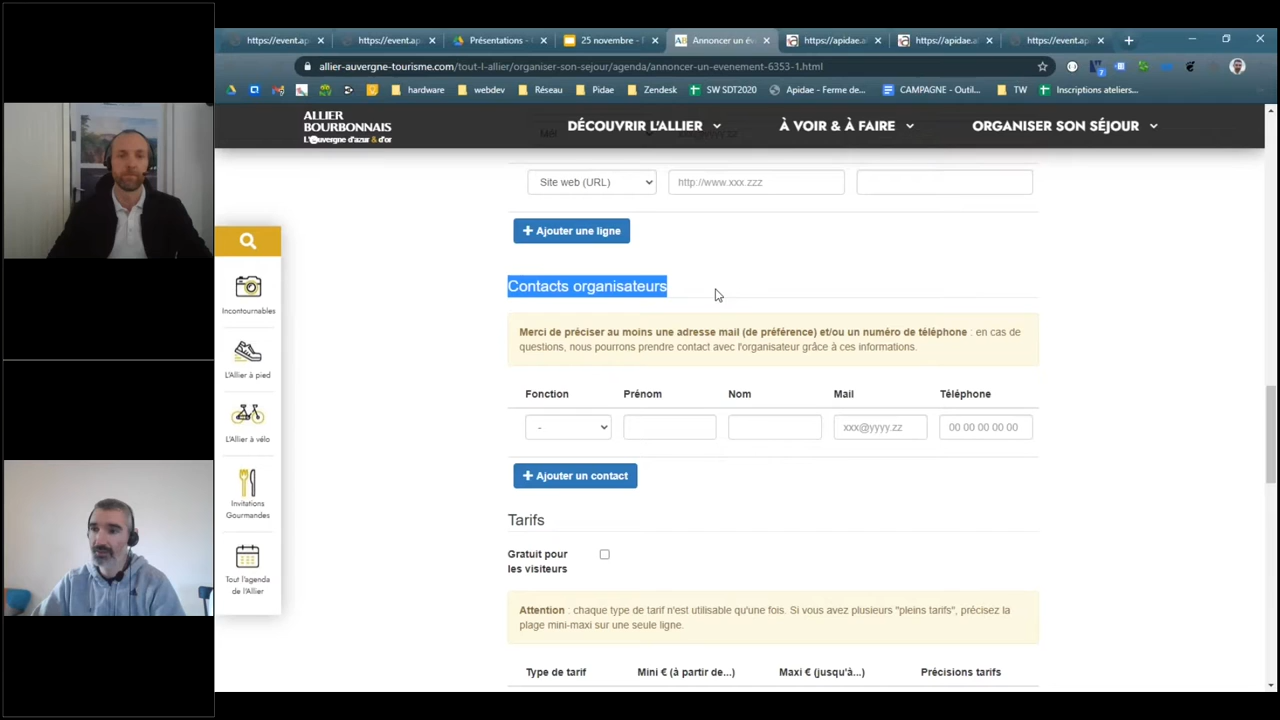 https://event.ap
https://event.ap
Présentations -
25 novembre -
Annoncer un év
https://apidae.
https://apidae.
https://event.ap
allier-auvergne-tourisme.com/tout-l-allier/organiser-son-sejour/agenda/annoncer-un-evenement-6353-1.html
hardware
webdev
Réseau
Pidae
Zendesk
SW SDT2020
Apidae - Ferme de...
CAMPAGNE - Outil...
TW
Inscriptions ateliers...
ALLIER
BOURBONNAIS
L'Auvergne d'azur & d'or
DÉCOUVRIR L'ALLIER
À VOIR & À FAIRE
ORGANISER SON SÉJOUR
Site web (URL)
http://www.xxx.zzz
+ Ajouter une ligne
Incontournables
L'Allier à pied
L'Allier à vélo
Invitations
Gourmandes
Tout l'agenda
de l'Allier
Contacts organisateurs
Merci de préciser au moins une adresse mail (de préférence) et/ou un numéro de téléphone : en cas de
questions, nous pourrons prendre contact avec l'organisateur grâce à ces informations.
Fonction
Prénom
Nom
Mail
Téléphone
-
xxx@yyyy.zz
00 00 00 00 00
+ Ajouter un contact
Tarifs
Gratuit pour
les visiteurs
Attention : chaque type de tarif n'est utilisable qu'une fois. Si vous avez plusieurs "pleins tarifs", précisez la
plage mini-maxi sur une seule ligne.
Type de tarif
Mini € (à partir de...)
Maxi € (jusqu'à...)
Précisions tarifs